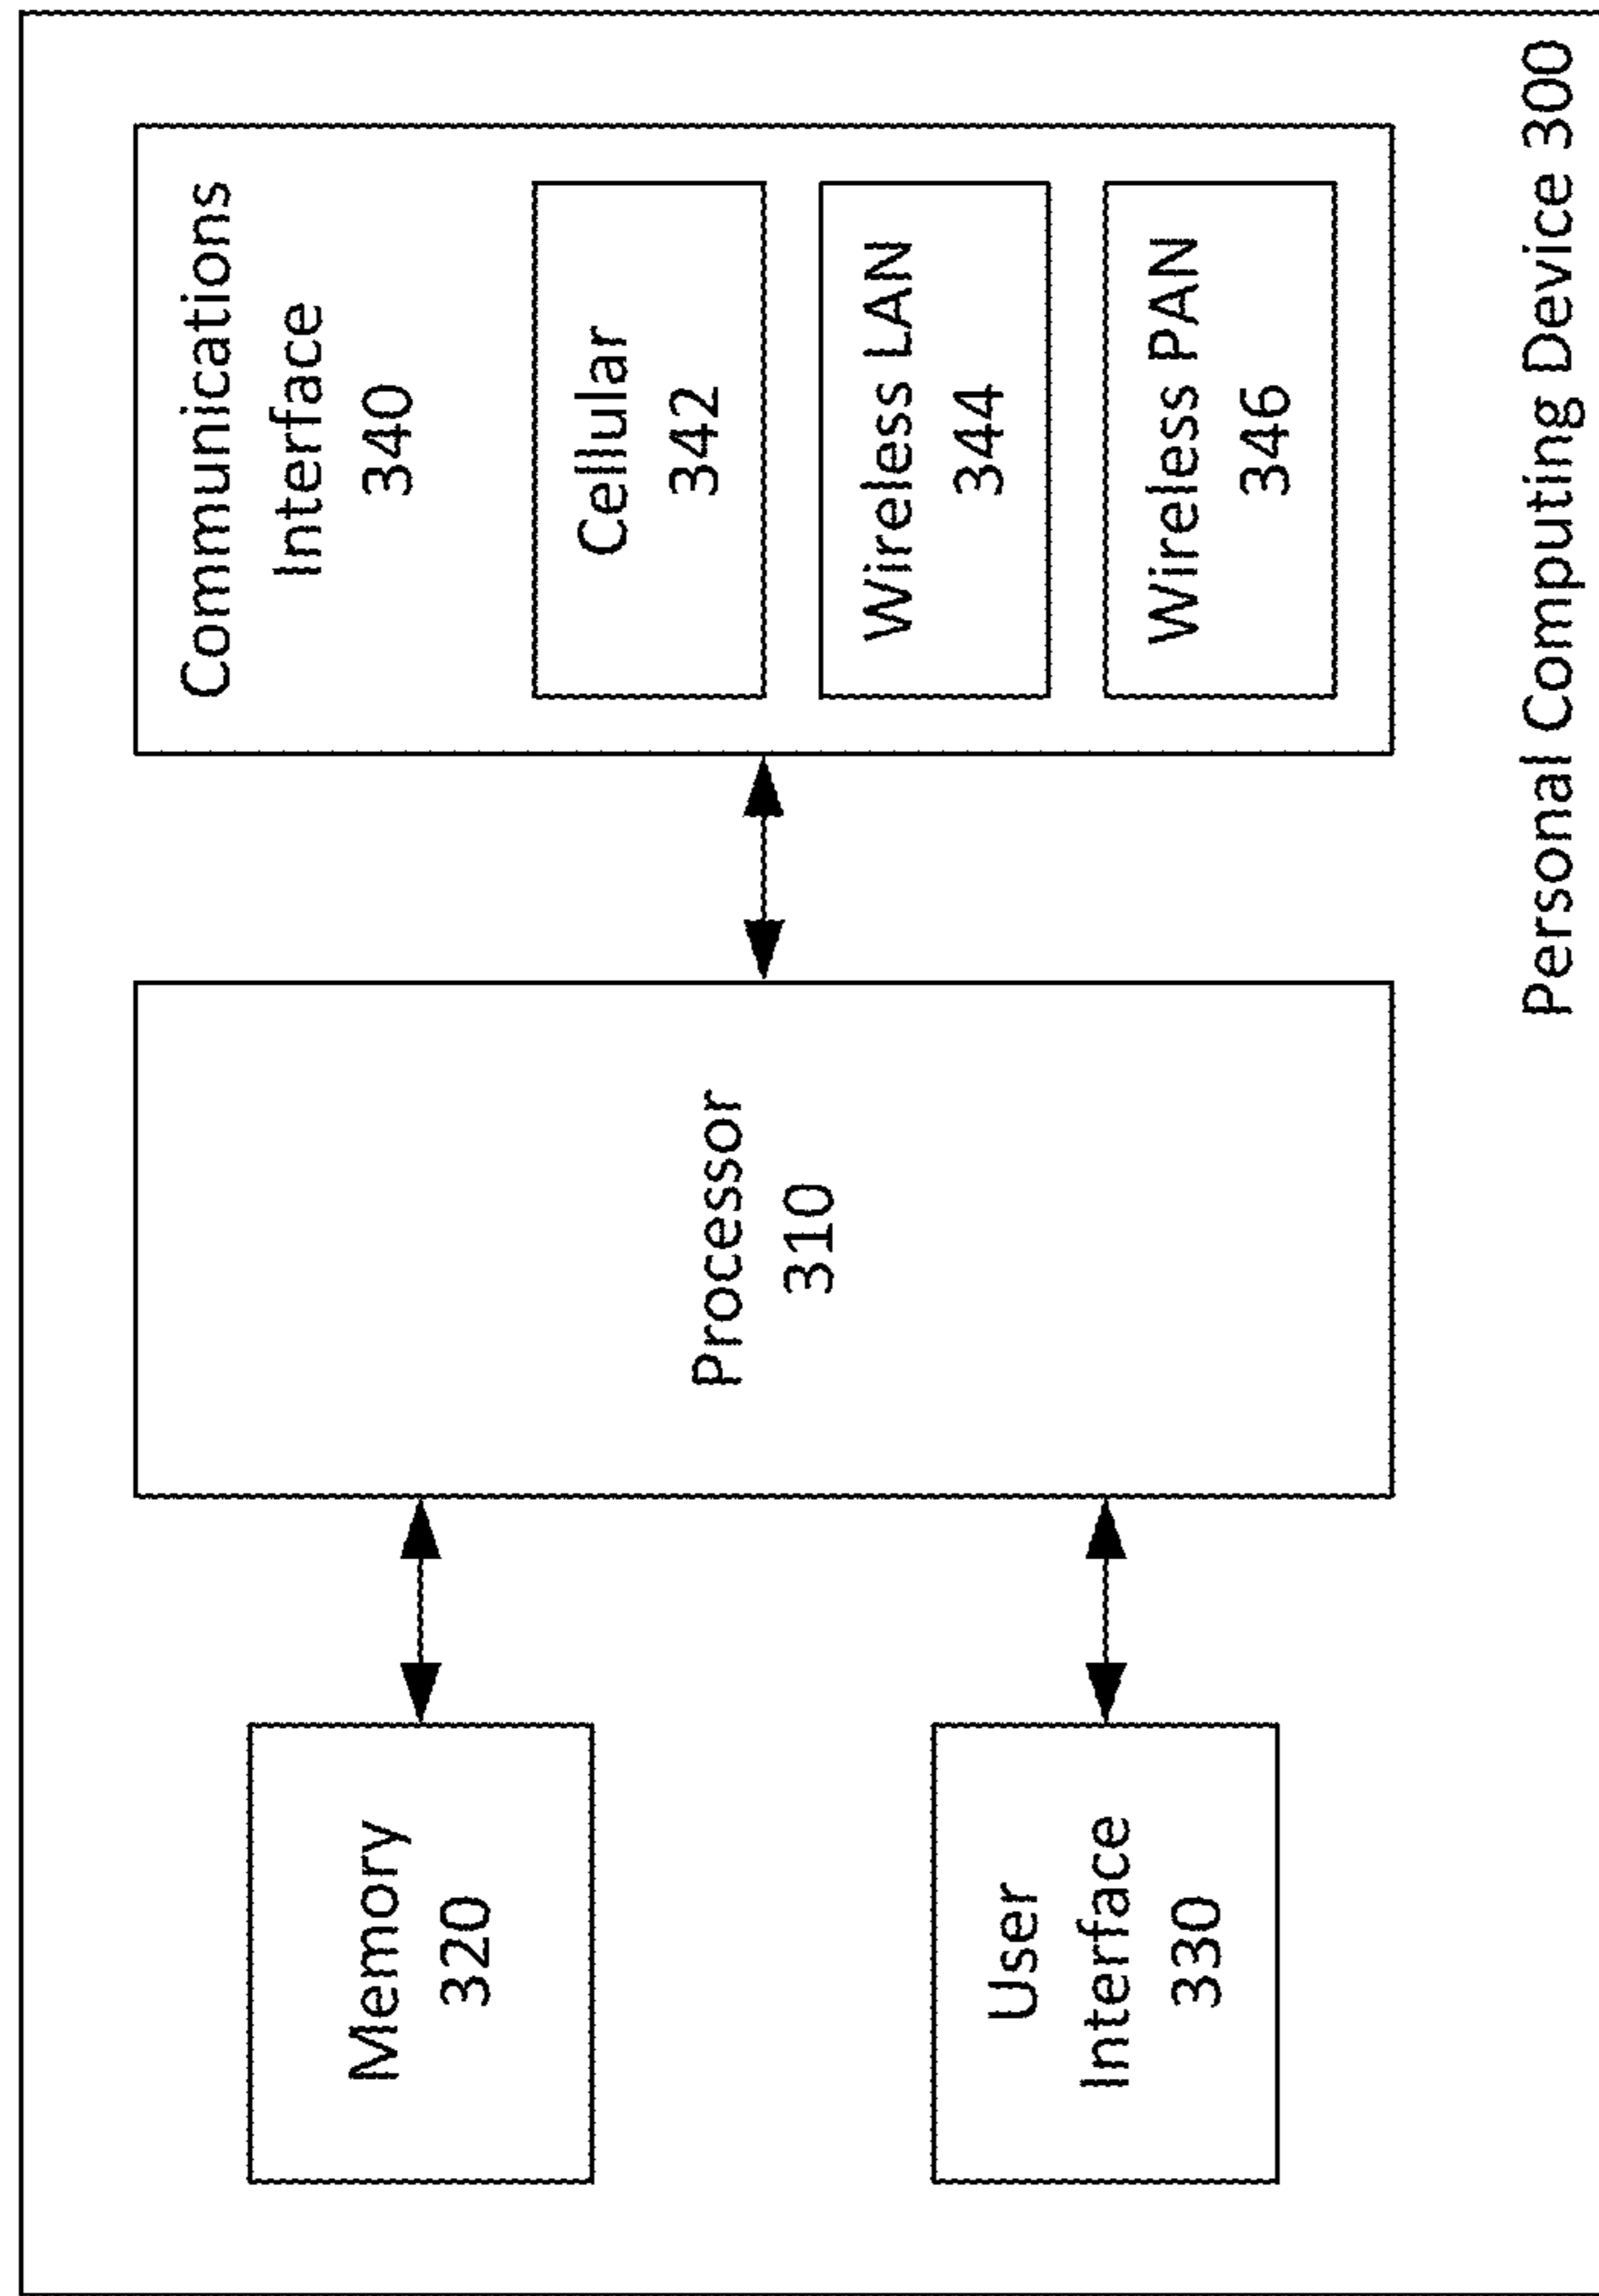 Memory
320
User
Interface
330
Processor
310
Communications
Interface
340
Cellular
342
Wireless LAN
344
Wireless PAN
346
Personal Computing Device 300